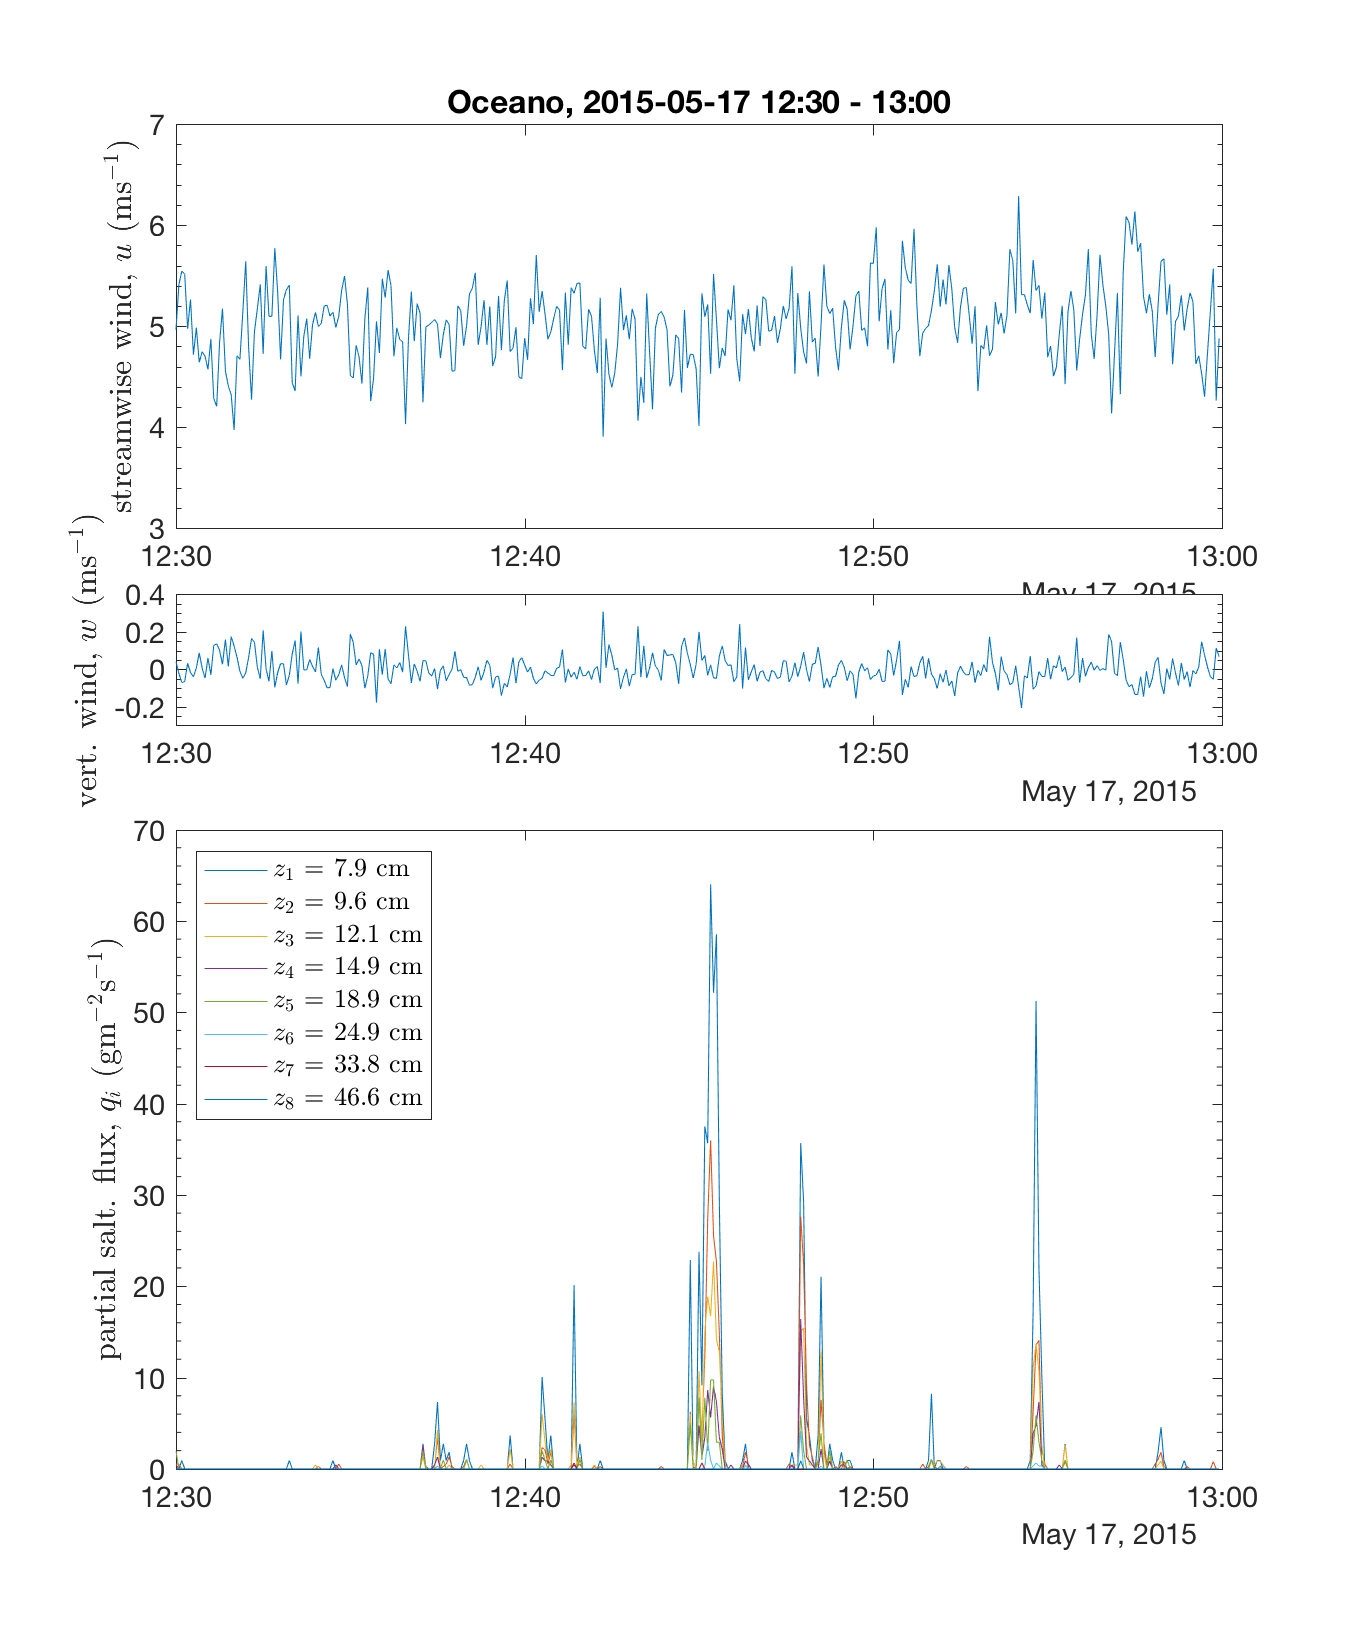 Oceano, 2015-05-17 12:30 - 13:00
streamwise wind, u (ms⁻¹)
7
6
5
4
3
12:30 12:40 12:50 13:00
May 17, 2015
vert. wind, w (ms⁻¹)
0.4
0.2
0
-0.2
12:30 12:40 12:50 13:00
May 17, 2015
partial salt. flux, qᵢ (gm⁻²s⁻¹)
70
60
50
40
30
20
10
0
z₁ = 7.9 cm
z₂ = 9.6 cm
z₃ = 12.1 cm
z₄ = 14.9 cm
z₅ = 18.9 cm
z₆ = 24.9 cm
z₇ = 33.8 cm
z₈ = 46.6 cm
12:30 12:40 12:50 13:00
May 17, 2015